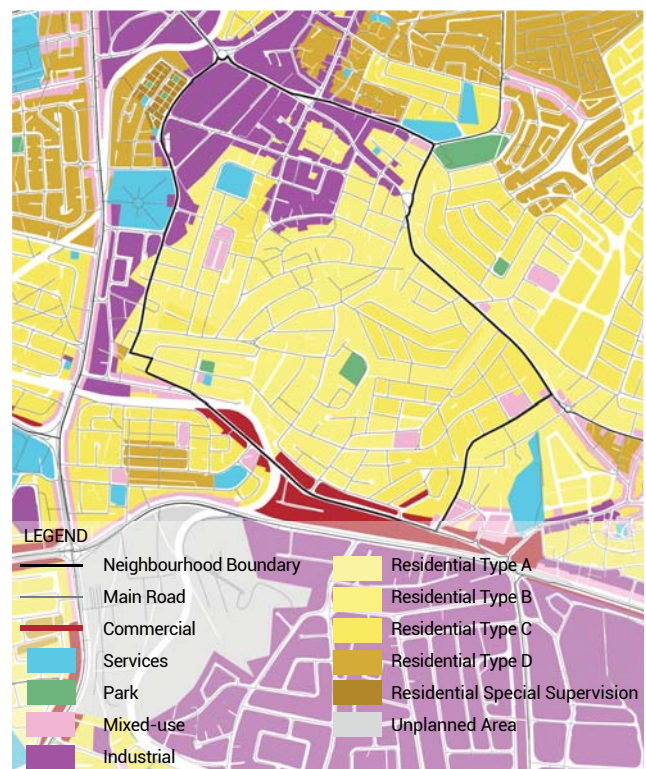 LEGEND
Neighbourhood Boundary
Main Road
Commercial
Services
Park
Mixed-use
Industrial
Residential Type A
Residential Type B
Residential Type C
Residential Type D
Residential Special Supervision
Unplanned Area